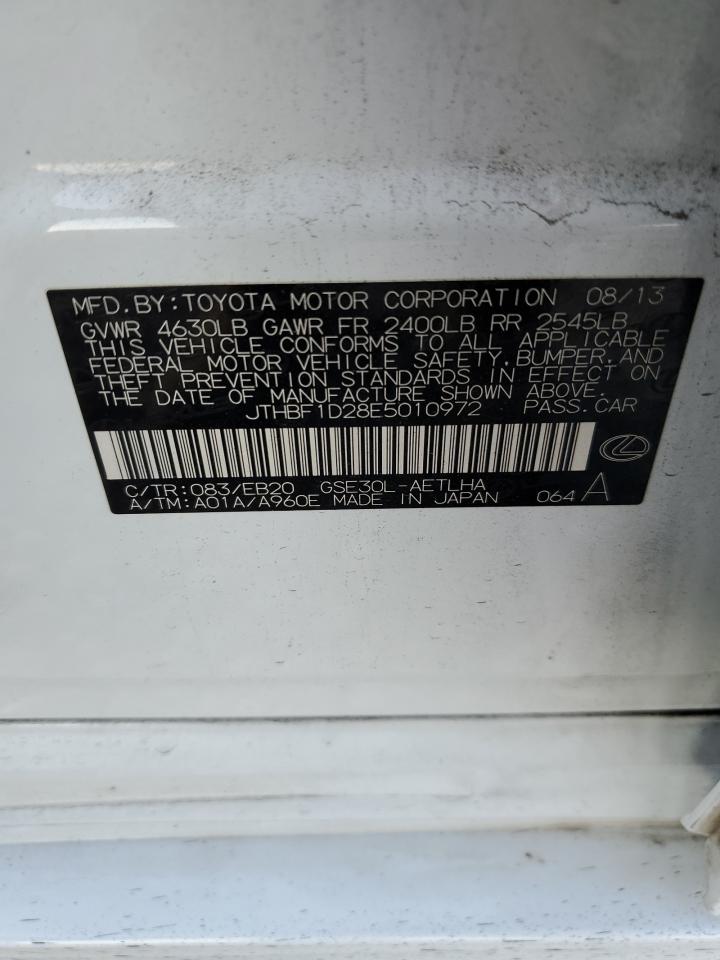 MFD. BY: TOYOTA MOTOR CORPORATION 08/13
GVWR 4630LB GAWR FR 2400LB RR 2545LB
THIS VEHICLE CONFORMS TO ALL APPLICABLE
FEDERAL MOTOR VEHICLE SAFETY, BUMPER, AND
THEFT PREVENTION STANDARDS IN EFFECT ON
THE DATE OF MANUFACTURE SHOWN ABOVE.
JTHBF1D28E5010972 PASS. CAR
C/TR: 083/EB20 GSE30L-AETLHA
A/TM: A01A/A960E MADE IN JAPAN 064 A